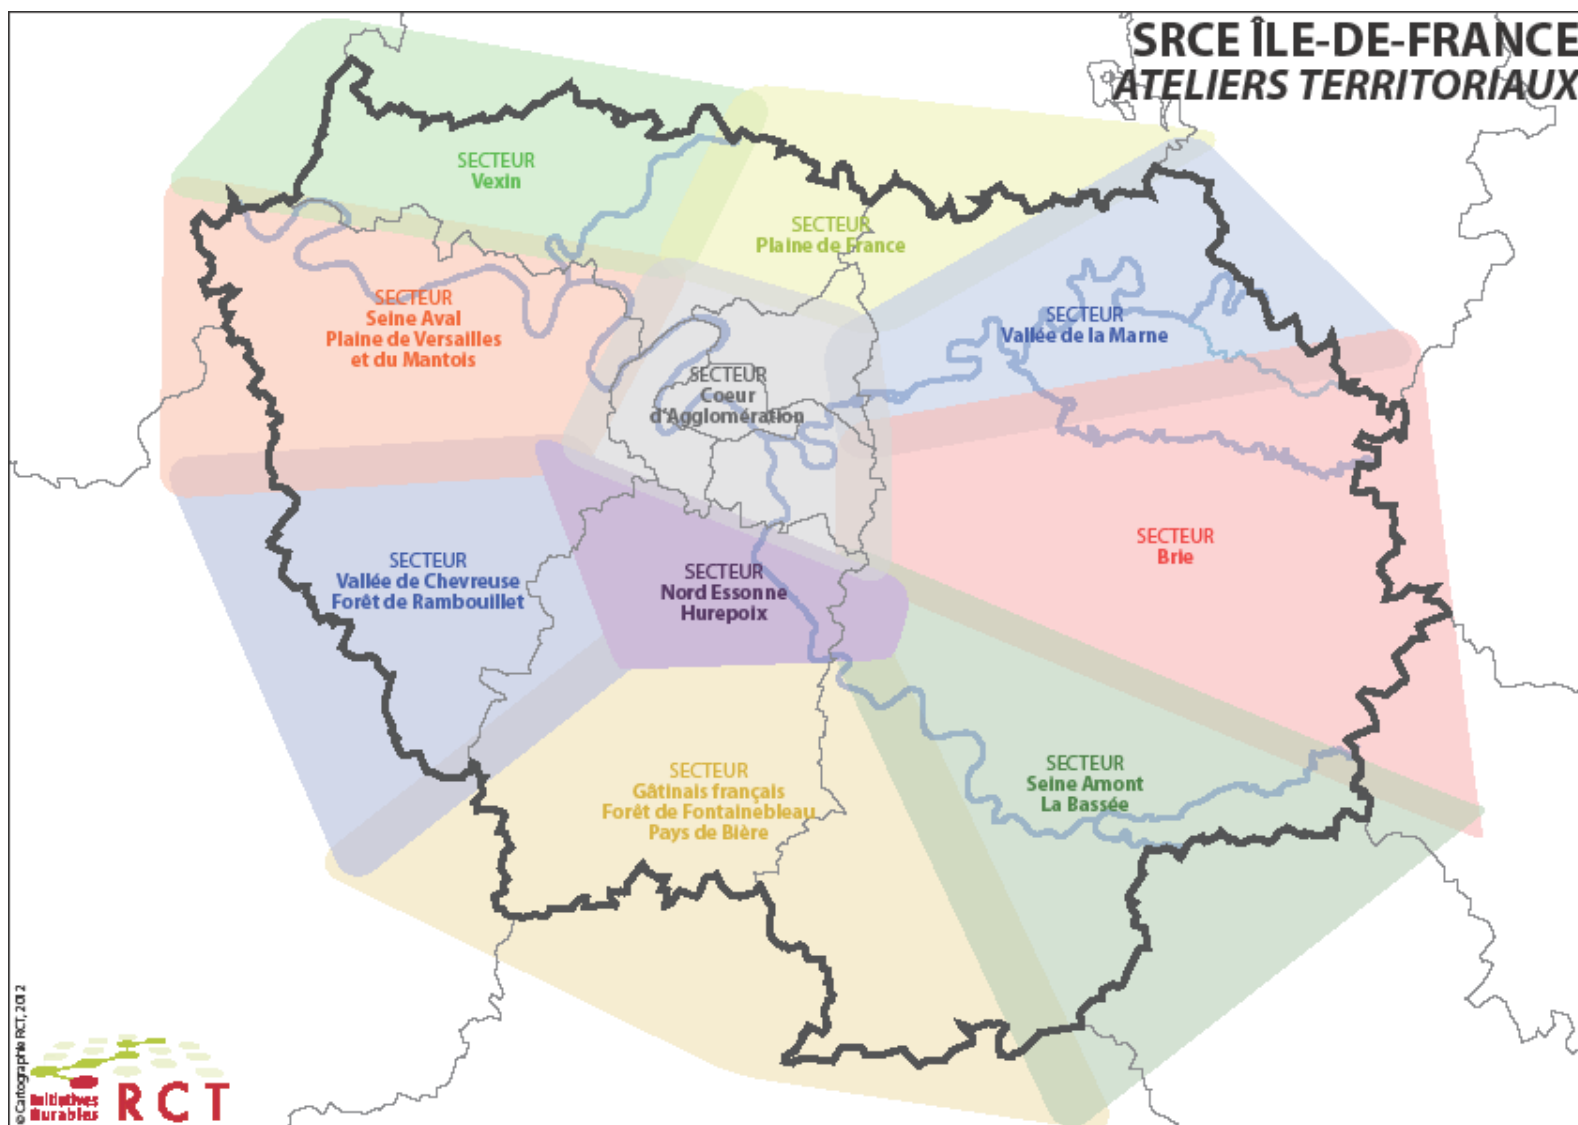 SRCE ÎLE-DE-FRANCE
ATELIERS TERRITORIAUX
SECTEUR
Vexin
SECTEUR
Plaine de France
SECTEUR
Seine Aval
Plaine de Versailles
et du Mantois
SECTEUR
Vallée de la Marne
SECTEUR
Coeur
d'Agglomération
SECTEUR
Brie
SECTEUR
Vallée de Chevreuse
Forêt de Rambouillet
SECTEUR
Nord Essonne
Hurepoix
SECTEUR
Gâtinais français
Forêt de Fontainebleau
Pays de Bière
SECTEUR
Seine Amont
La Bassée
© Cartographie RCT, 2012
Initiatives
Durables
RCT